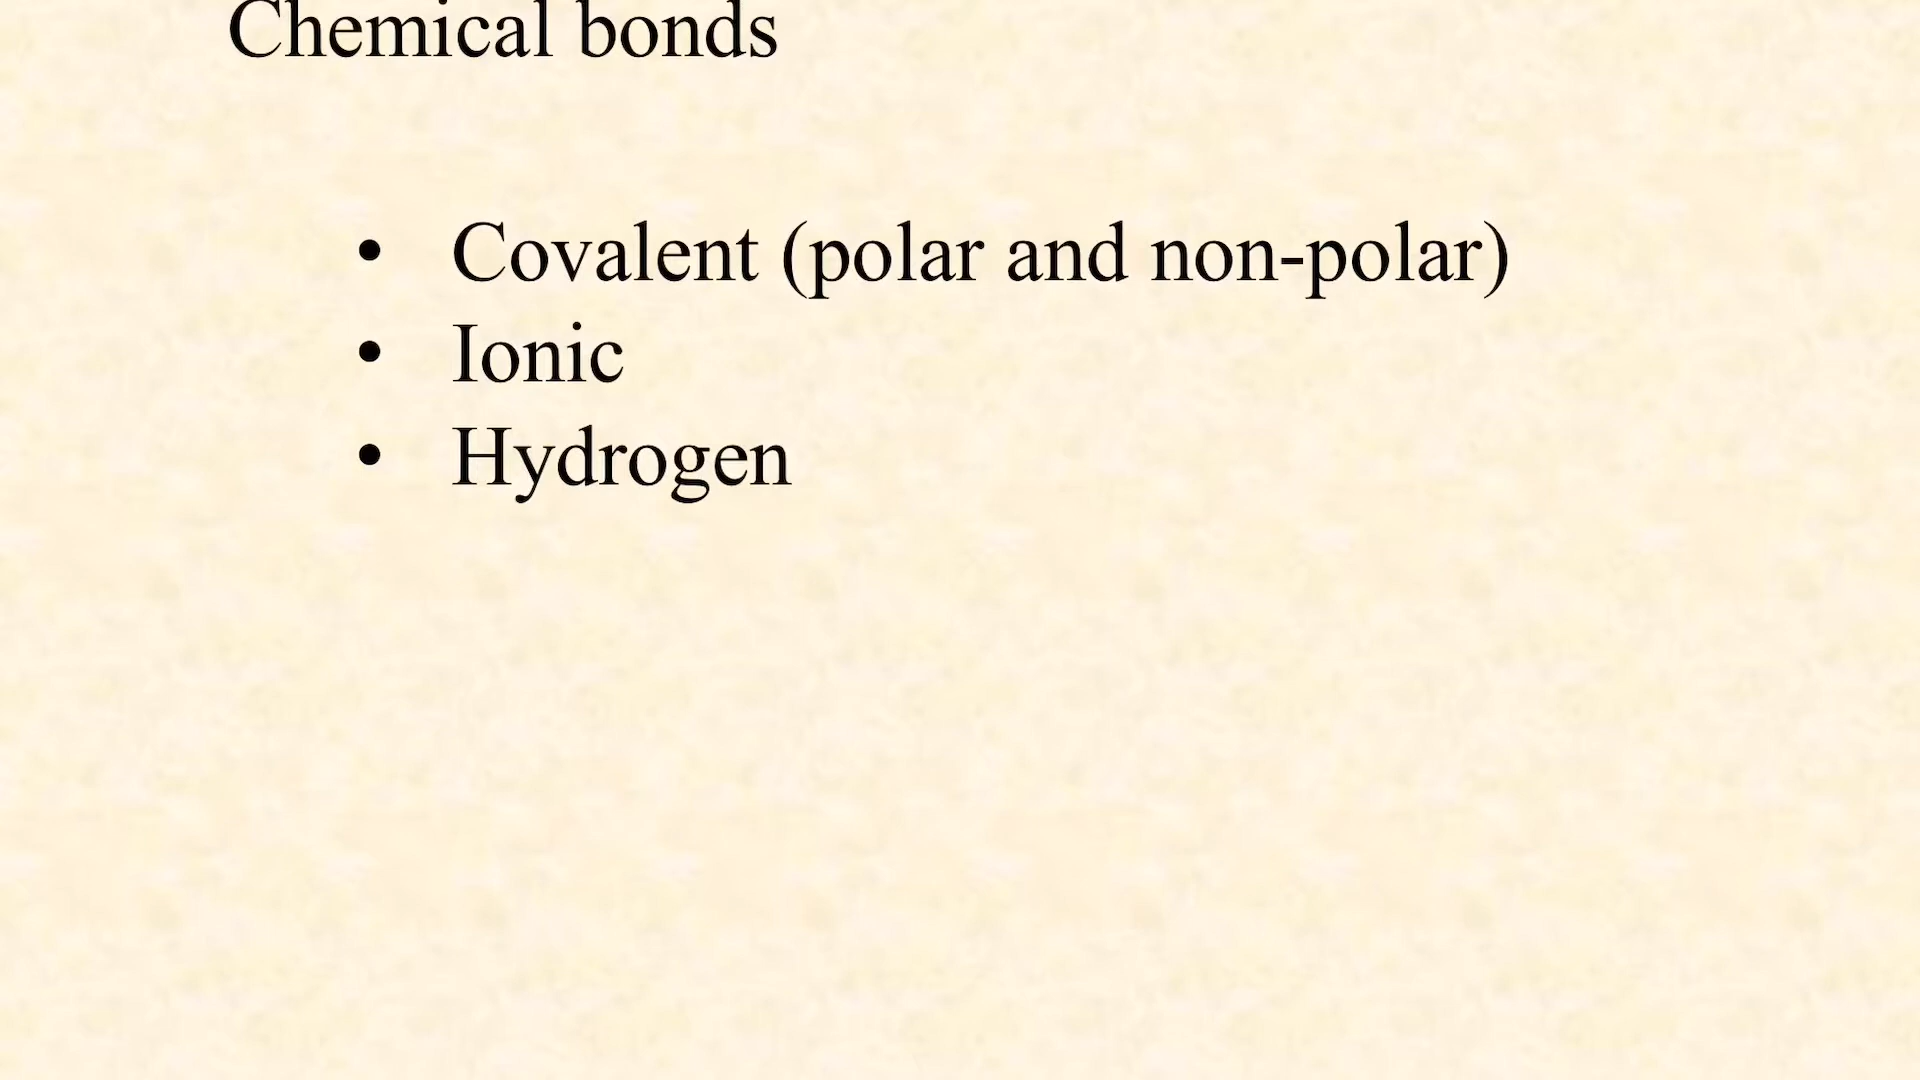 Chemical bonds
• Covalent (polar and non-polar)
• Ionic
• Hydrogen